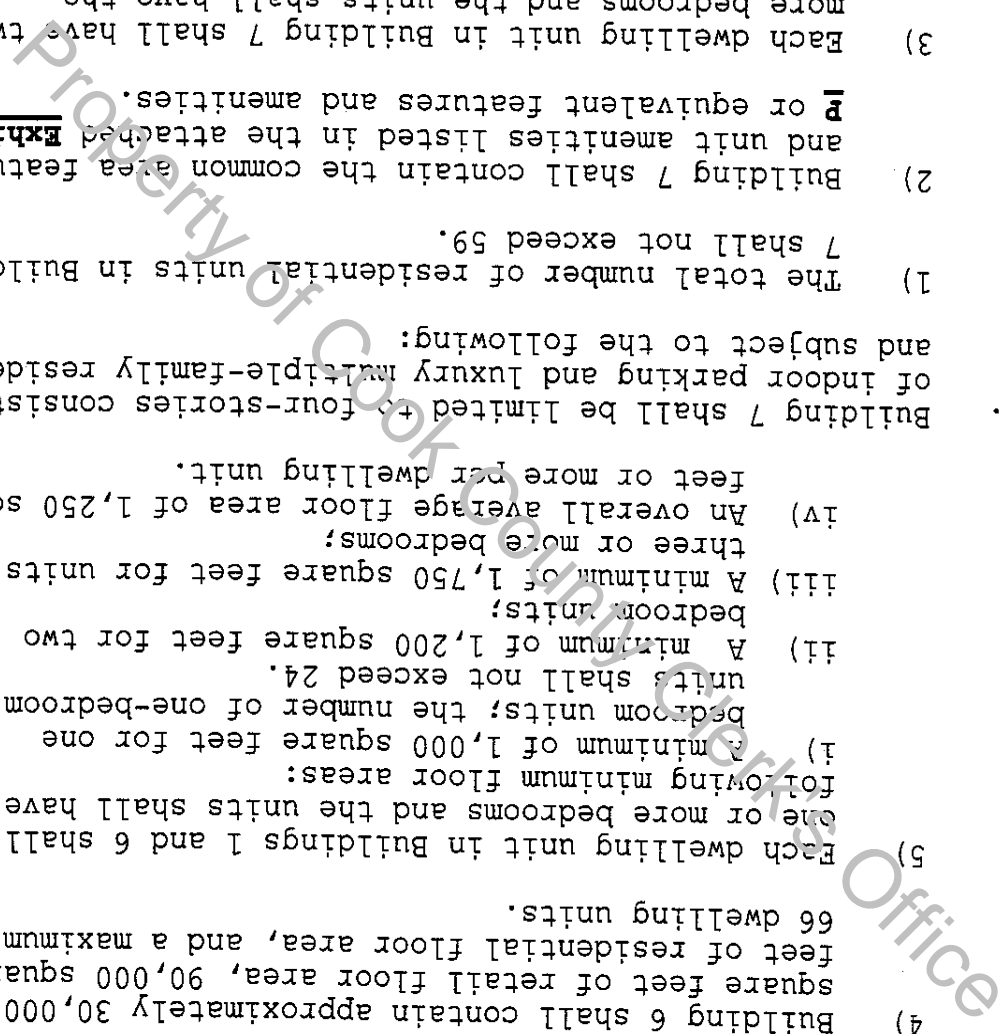 4) Building 6 shall contain approximately 30,000
square feet of retail floor area, 90,000 squa
feet of residential floor area, and a maximum
66 dwelling units.
5) Each dwelling unit in Buildings 1 and 6 shall
one or more bedrooms and the units shall have
following minimum floor areas:
i) A minimum of 1,000 square feet for one
bedroom units; the number of one-bedroom
units shall not exceed 24.
ii) A minimum of 1,200 square feet for two
bedroom units;
iii) A minimum of 1,750 square feet for units
three or more bedrooms;
iv) An overall average floor area of 1,250 sq
feet or more per dwelling unit.
Building 7 shall be limited to four-stories consist
of indoor parking and luxury multiple-family reside
and subject to the following:
1) The total number of residential units in Build
7 shall not exceed 59.
2) Building 7 shall contain the common area featu
and unit amenities listed in the attached Exhi
P or equivalent features and amenities.
3) Each dwelling unit in Building 7 shall have tw
more bedrooms and the units shall have the
Property of Cook County Clerk's Office